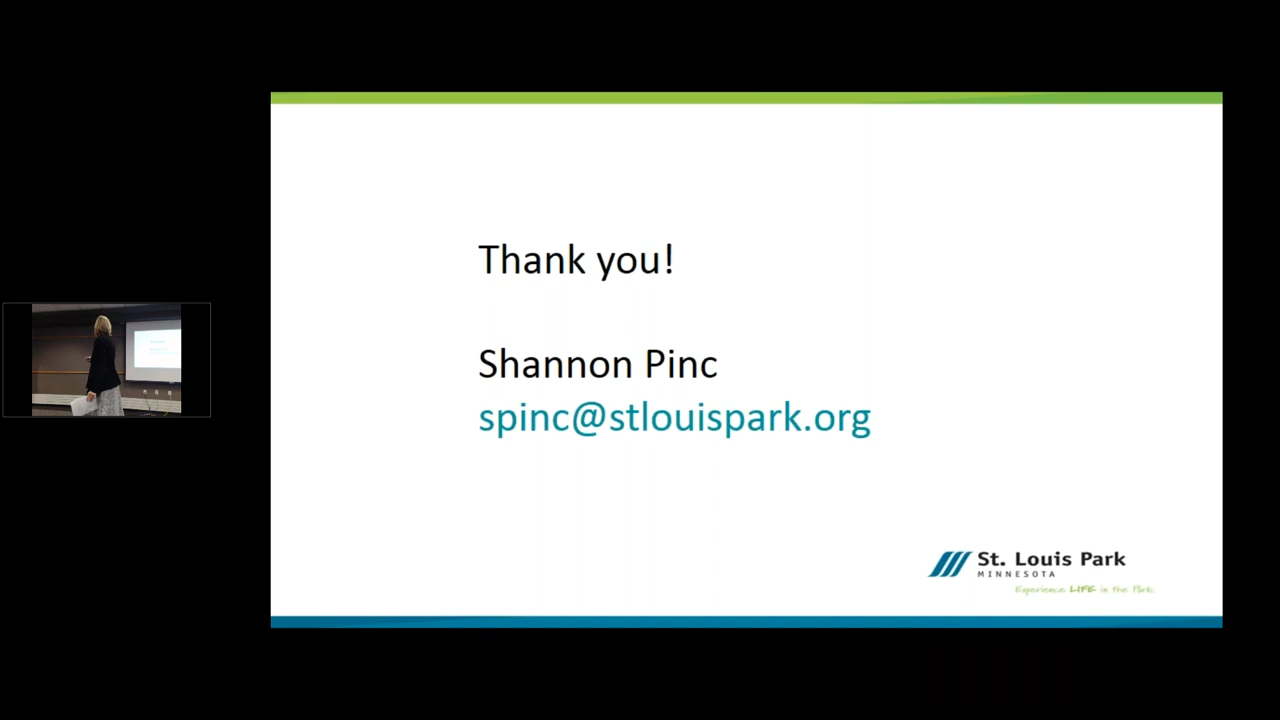 Thank you!
Shannon Pinc
spinc@stlouispark.org
St. Louis Park
MINNESOTA
Experience LIFE in the Park